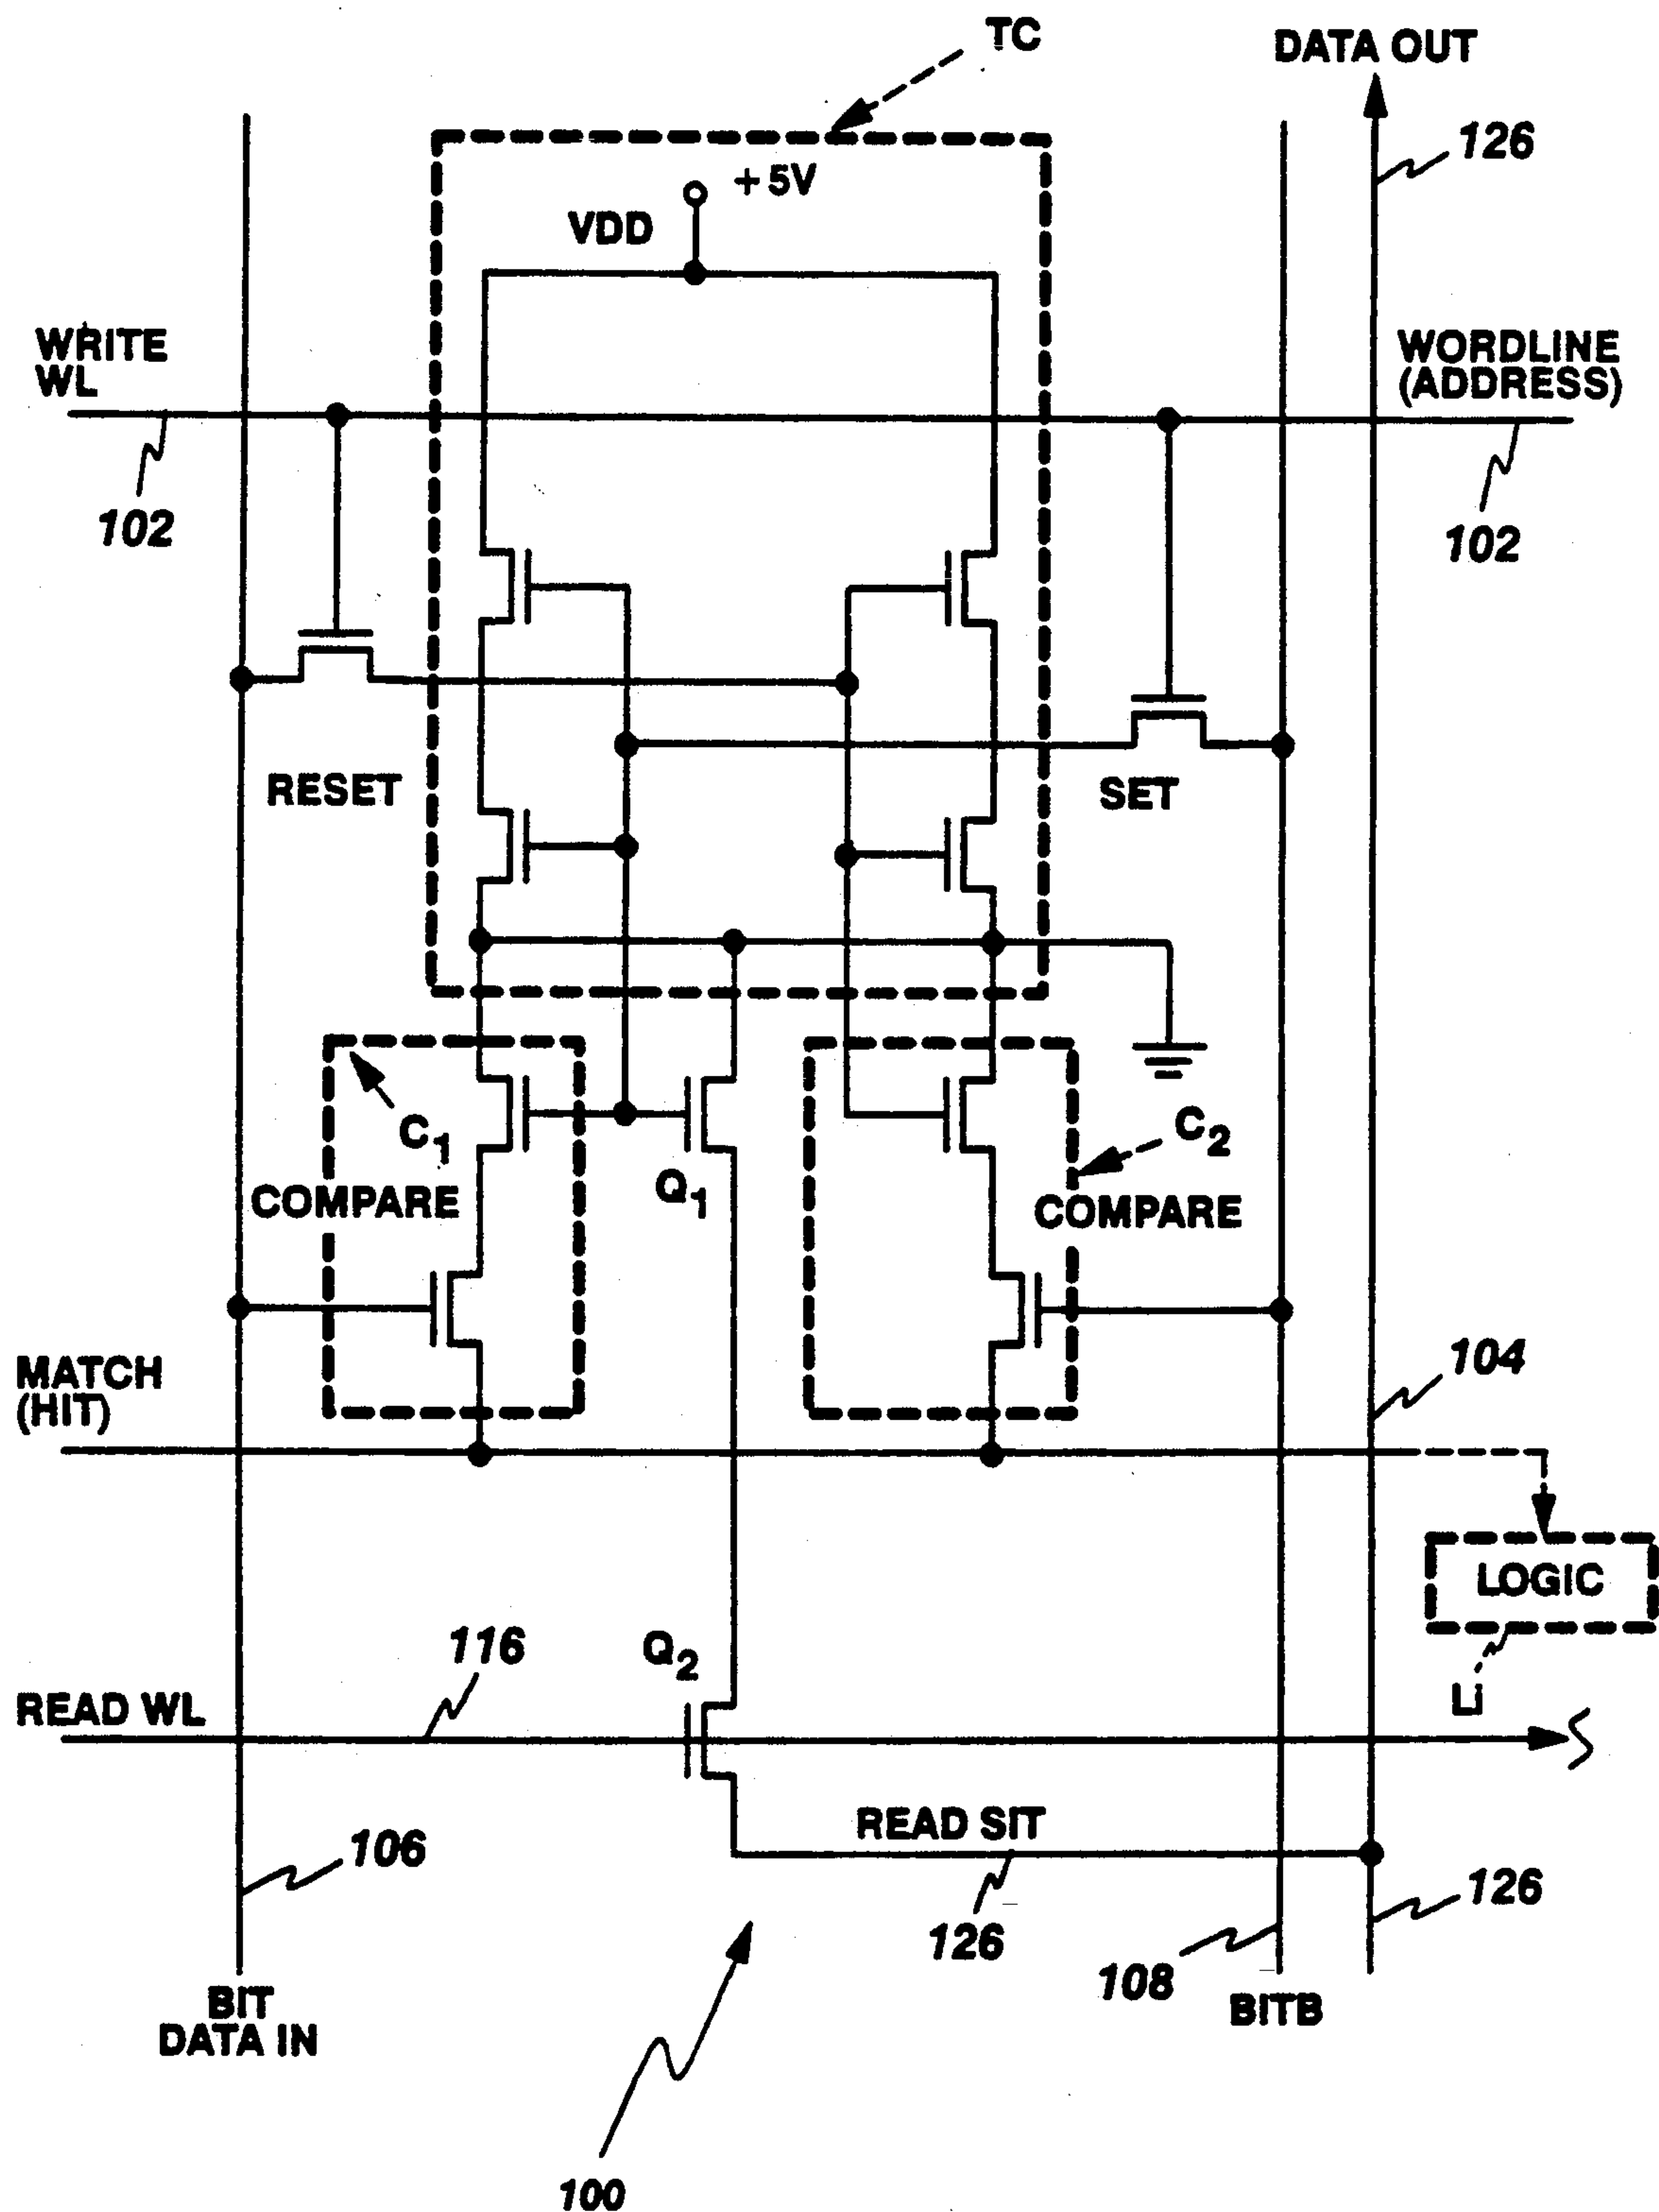 TC
DATA OUT
126
+5V
VDD
WRITE
WL
WORDLINE
(ADDRESS)
102
102
RESET
SET
C1
C2
COMPARE
Q1
COMPARE
MATCH
(HIT)
104
LOGIC
116
Q2
Li
READ WL
READ SIT
106
126
126
108
BIT
DATA IN
BITB
100